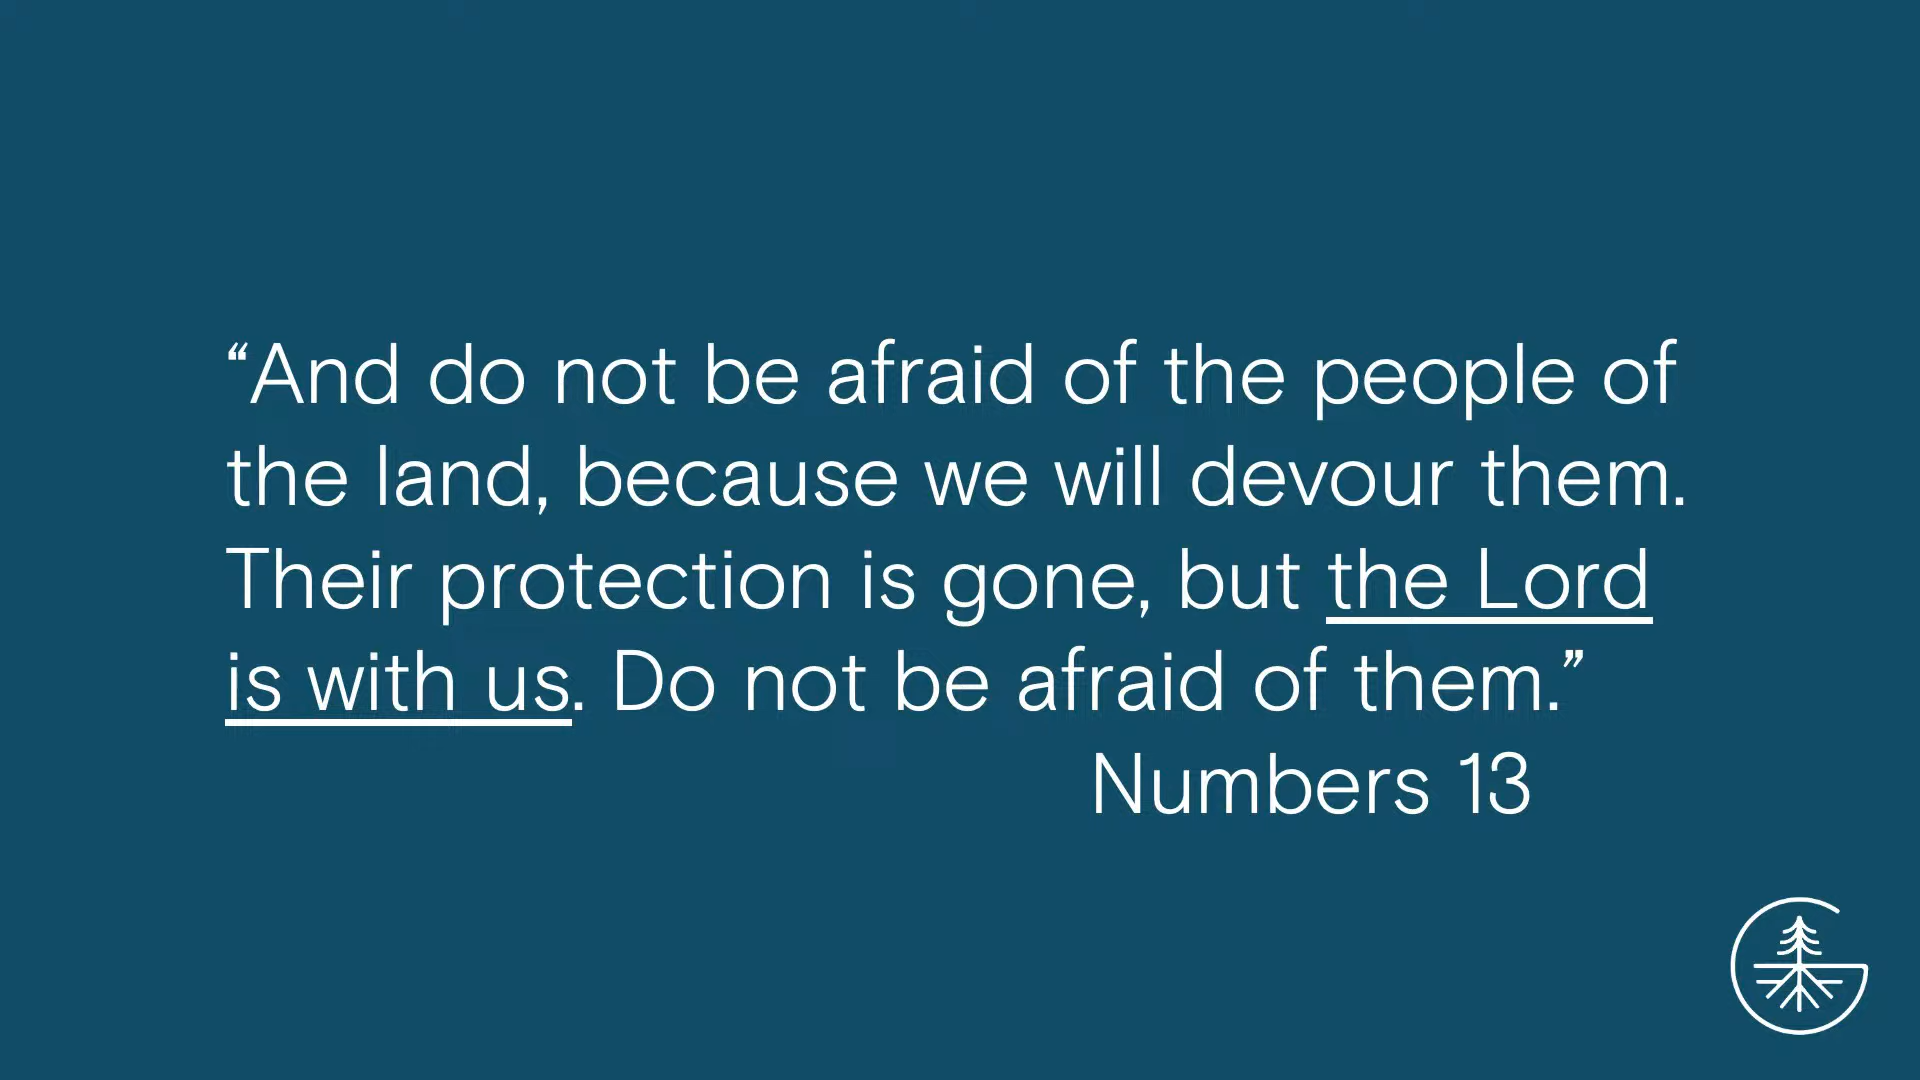 “And do not be afraid of the people of
the land, because we will devour them.
Their protection is gone, but the Lord
is with us. Do not be afraid of them.”
Numbers 13